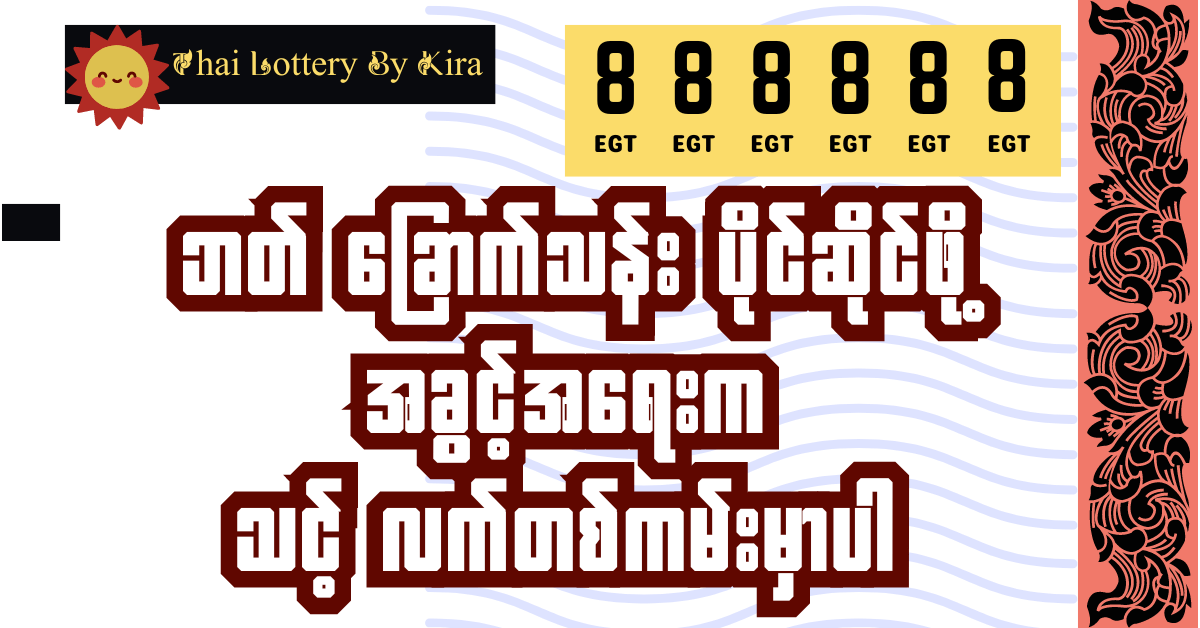 Thai Lottery By Kira
8 8 8 8 8 8
EGT EGT EGT EGT EGT EGT
ဘတ် ခြောက်သန်း ပိုင်ဆိုင်ဖို့
အခွင့်အရေးက
သင့် လက်တစ်ကမ်းမှာပါ